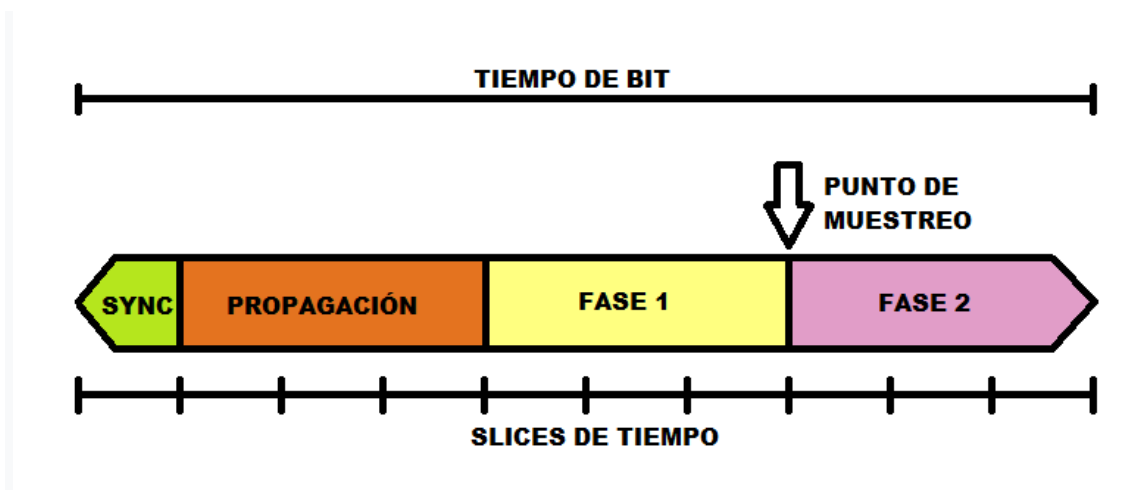 TIEMPO DE BIT
PUNTO DE
MUESTREO
SYNC
PROPAGACIÓN
FASE 1
FASE 2
SLICES DE TIEMPO